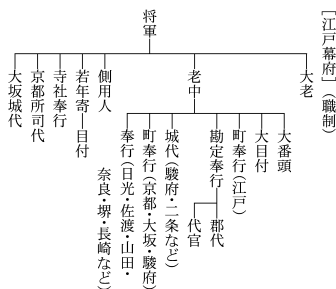 ［江戸幕府］（職制）
将軍
大老
老中
大番頭
大目付
町奉行（江戸）
勘定奉行
郡代
代官
城代（駿府・二条など）
町奉行（京都・大坂・駿府）
奉行（日光・佐渡・山田・
奈良・堺・長崎など）
側用人
若年寄
目付
寺社奉行
京都所司代
大坂城代